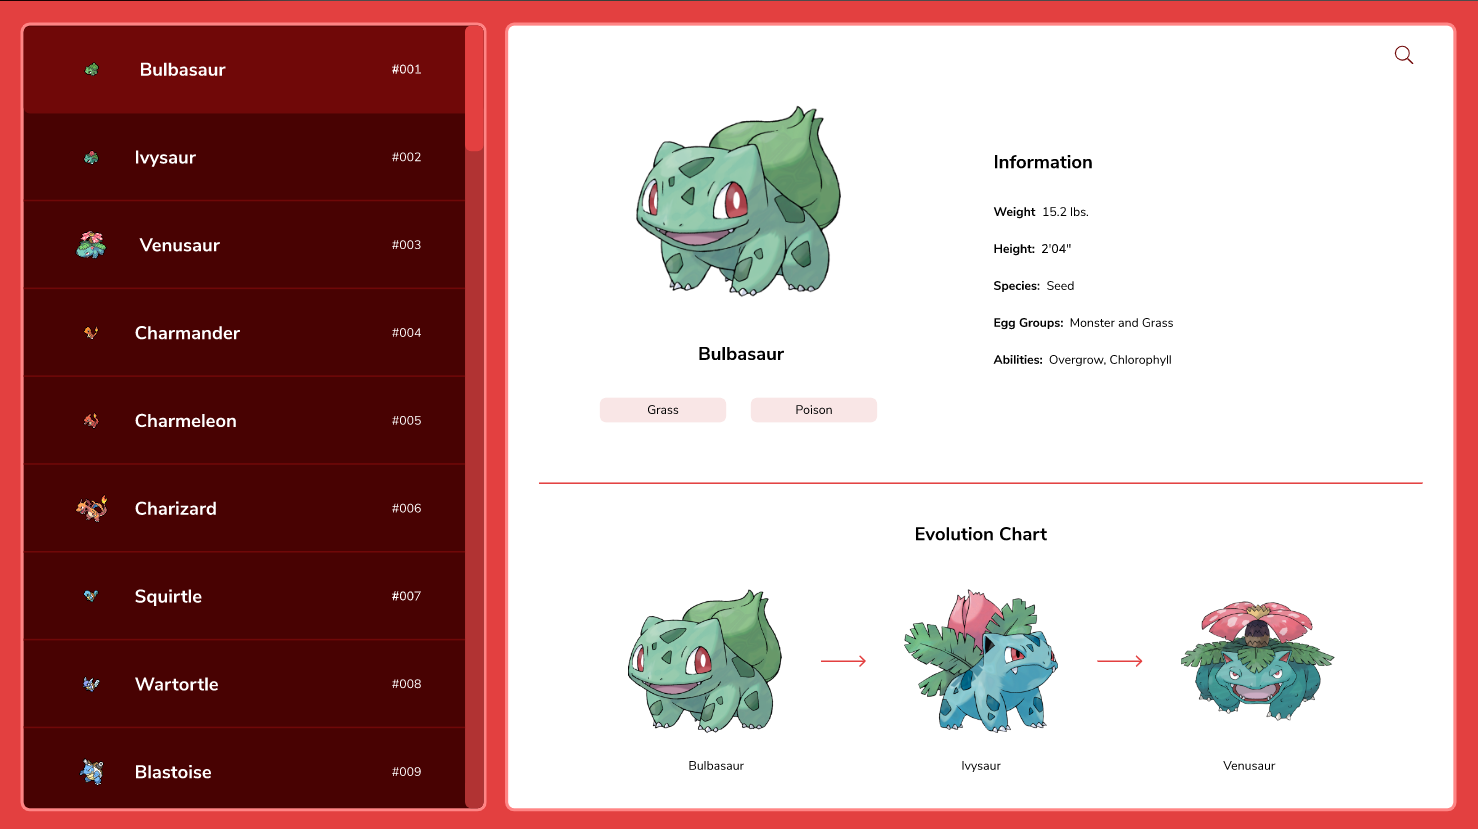 Bulbasaur #001
Ivysaur #002
Venusaur #003
Charmander #004
Charmeleon #005
Charizard #006
Squirtle #007
Wartortle #008
Blastoise #009
Bulbasaur
Grass Poison
Information
Weight 15.2 lbs.
Height: 2'04"
Species: Seed
Egg Groups: Monster and Grass
Abilities: Overgrow, Chlorophyll
Evolution Chart
Bulbasaur Ivysaur Venusaur